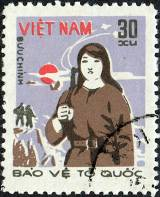 VIỆT NAM
BƯU CHÍNH
30
XU
BẢO VỆ TỔ QUỐC